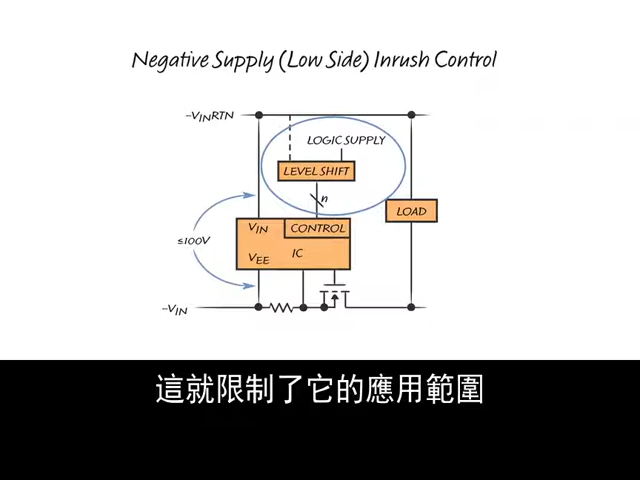 Negative Supply (Low Side) Inrush Control
-VINRTN
LOGIC SUPPLY
LEVEL SHIFT
n
LOAD
VIN
CONTROL
≤100V
IC
VEE
-VIN
這就限制了它的應用範圍